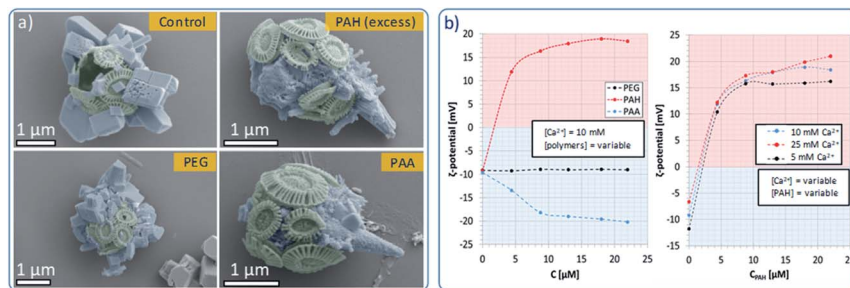 a)
Control
PAH (excess)
1 μm
1 μm
PEG
PAA
1 μm
1 μm
b)
ζ-potential [mV]
20
15
10
5
0
-5
-10
-15
-20
-25
PEG
PAH
PAA
[Ca²⁺] = 10 mM
[polymers] = variable
0 5 10 15 20 25
C [μM]
ζ-potential [mV]
25
20
15
10
5
0
-5
-10
-15
-20
10 mM Ca²⁺
25 mM Ca²⁺
5 mM Ca²⁺
[Ca²⁺] = variable
[PAH] = variable
0 5 10 15 20 25
C_PAH [μM]